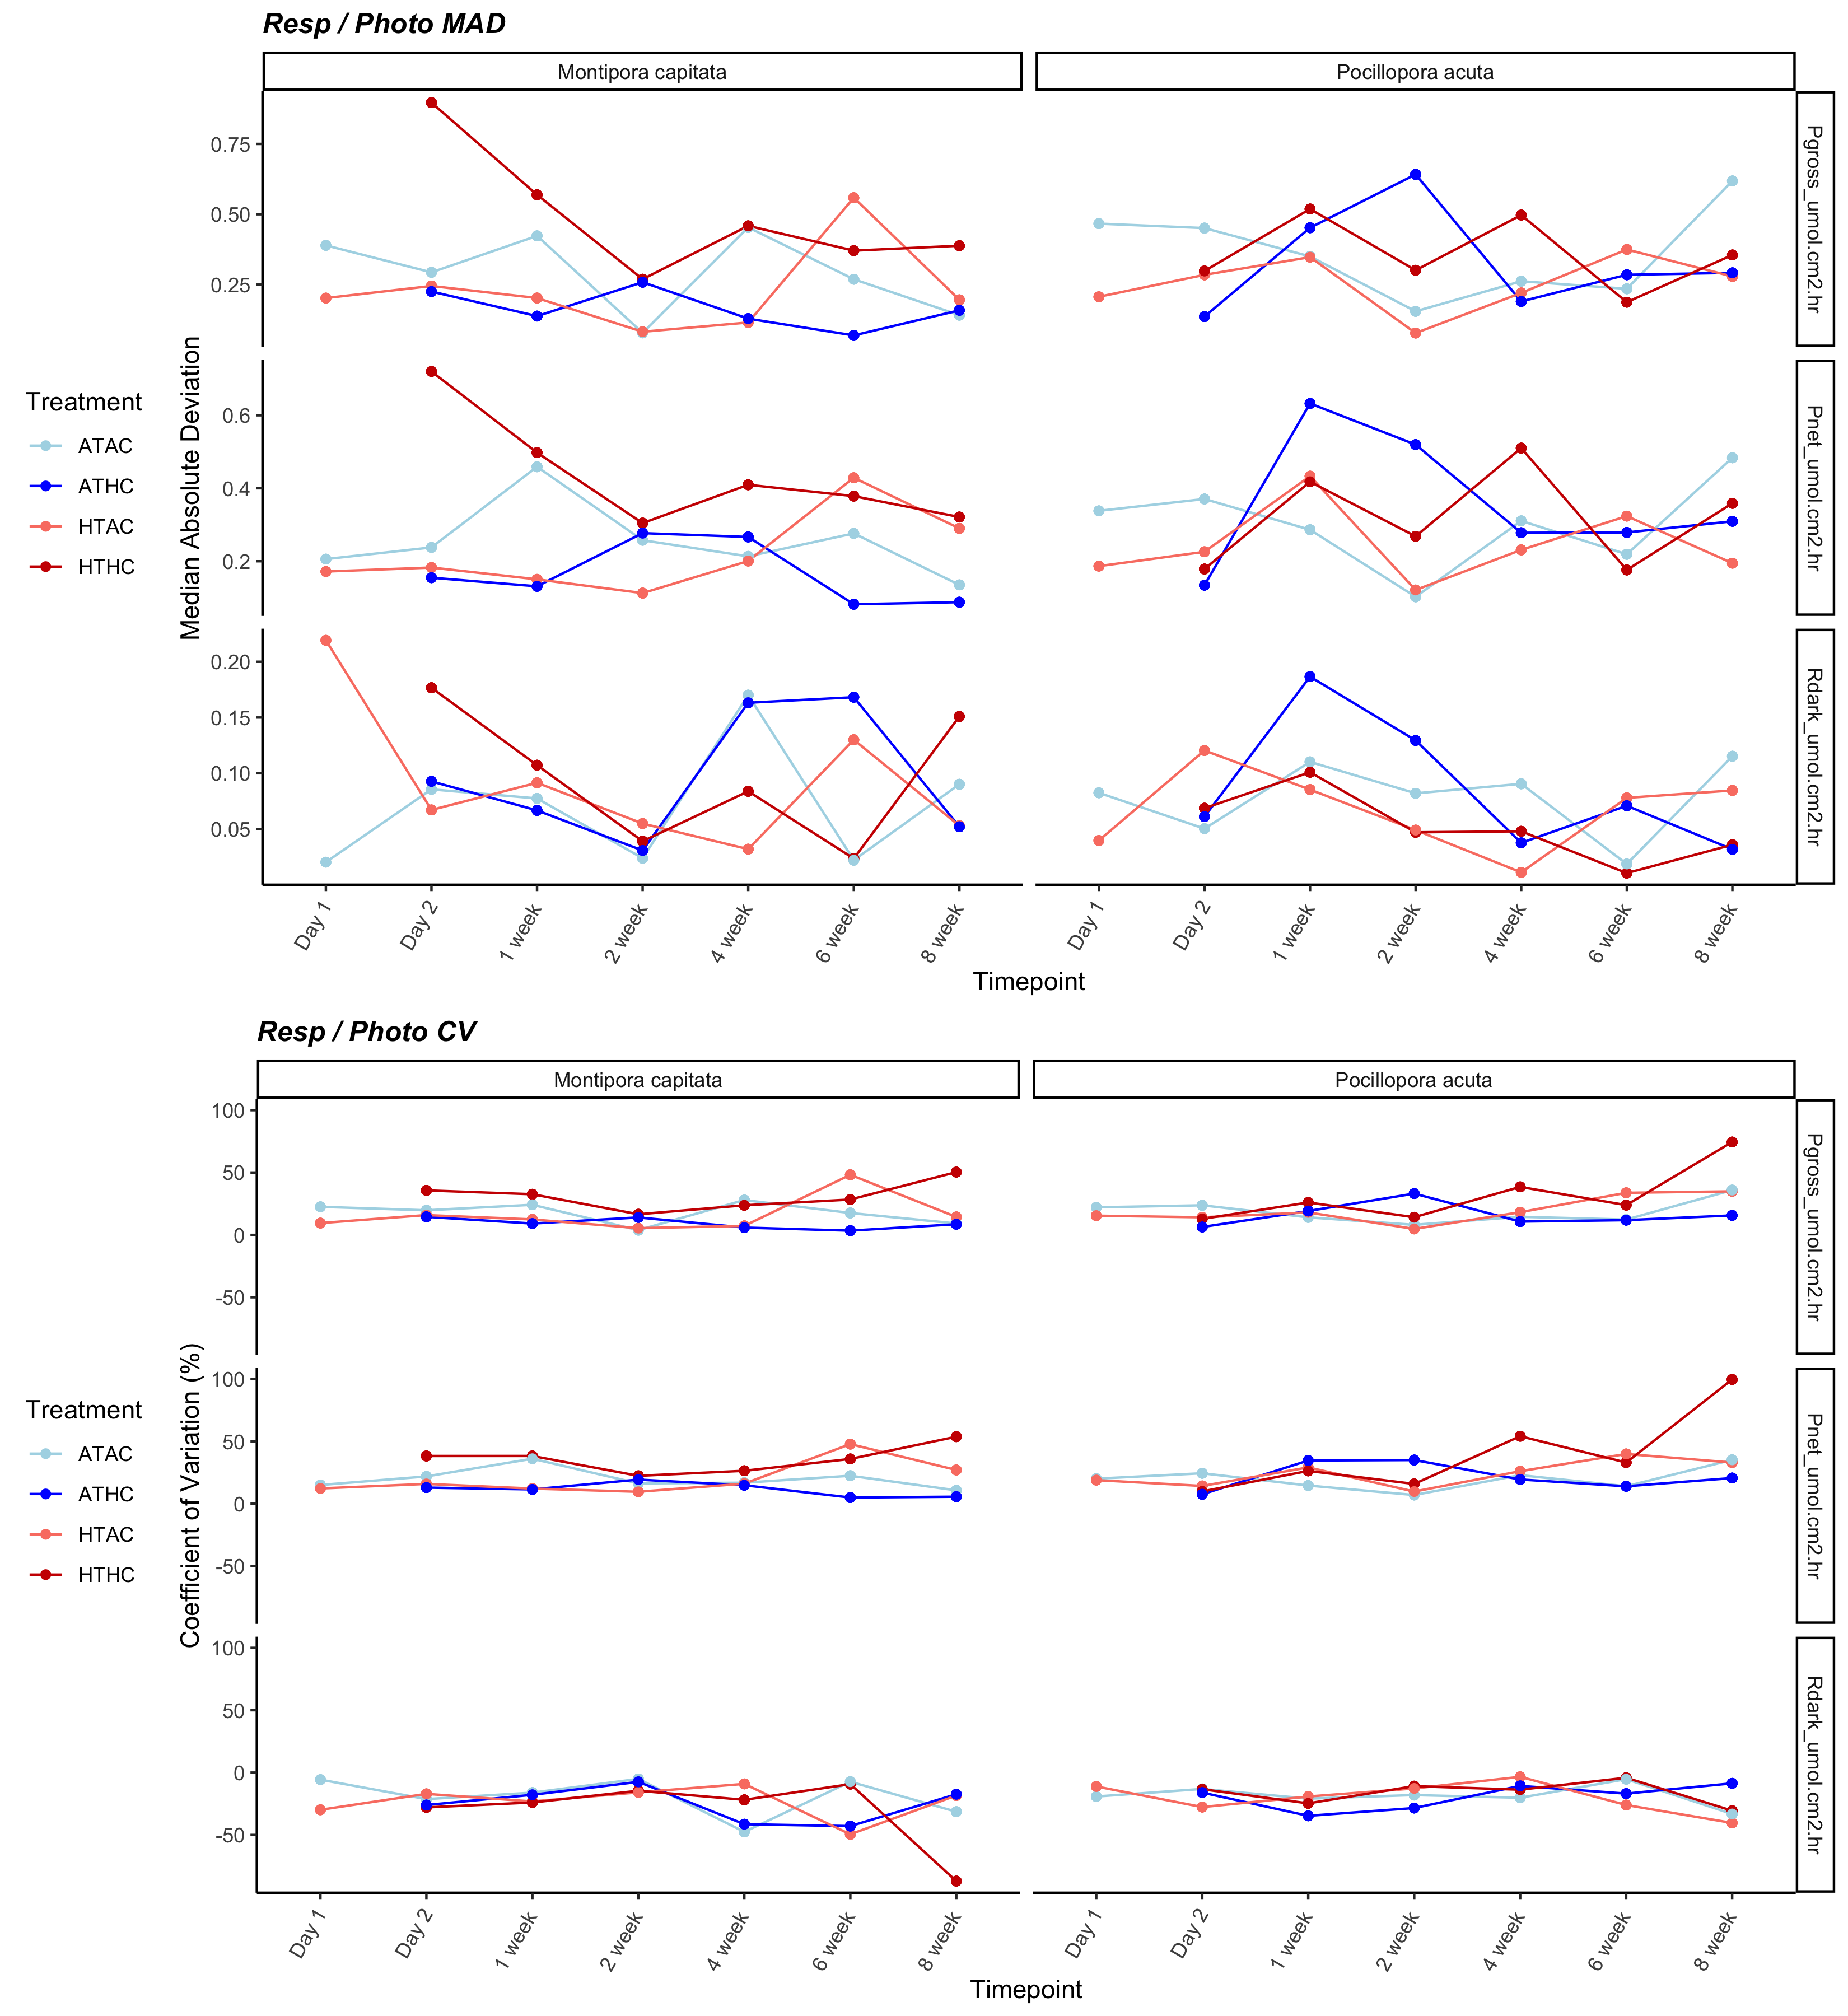 Resp / Photo MAD
Montipora capitata
Pocillopora acuta
0.75
0.50
0.25
Pgross_umol.cm2.hr
0.6
0.4
0.2
Pnet_umol.cm2.hr
0.20
0.15
0.10
0.05
Rdark_umol.cm2.hr
Median Absolute Deviation
Treatment
ATAC
ATHC
HTAC
HTHC
Day 1
Day 2
1 week
2 week
4 week
6 week
8 week
Day 1
Day 2
1 week
2 week
4 week
6 week
8 week
Timepoint
Resp / Photo CV
Montipora capitata
Pocillopora acuta
100
50
0
-50
Pgross_umol.cm2.hr
100
50
0
-50
Pnet_umol.cm2.hr
100
50
0
-50
Rdark_umol.cm2.hr
Coefficient of Variation (%)
Treatment
ATAC
ATHC
HTAC
HTHC
Day 1
Day 2
1 week
2 week
4 week
6 week
8 week
Day 1
Day 2
1 week
2 week
4 week
6 week
8 week
Timepoint